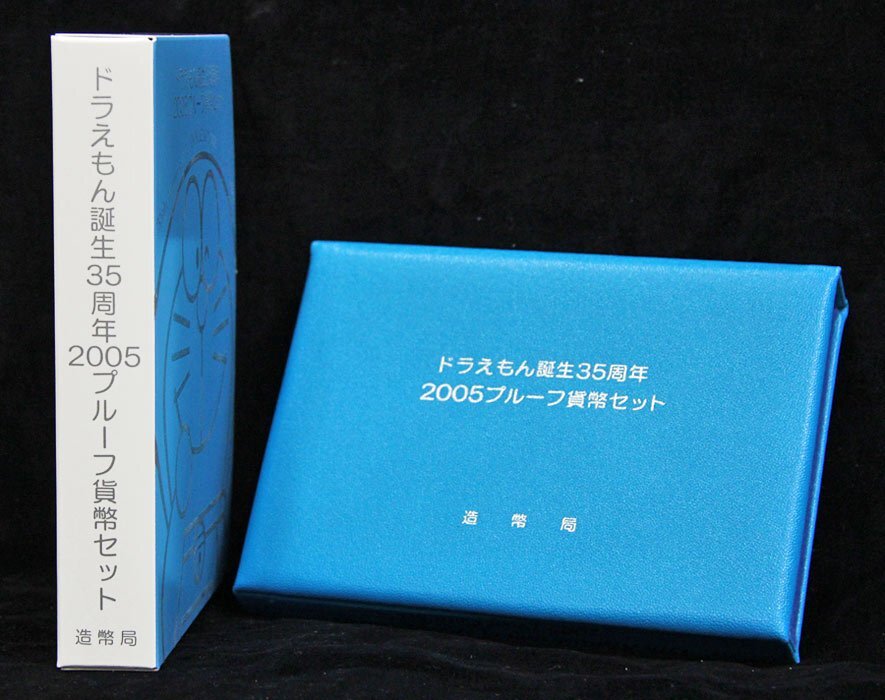 ドラえもん誕生35周年2005プルーフ貨幣セット
造幣局
ドラえもん誕生35周年
2005プルーフ貨幣セット
造幣局